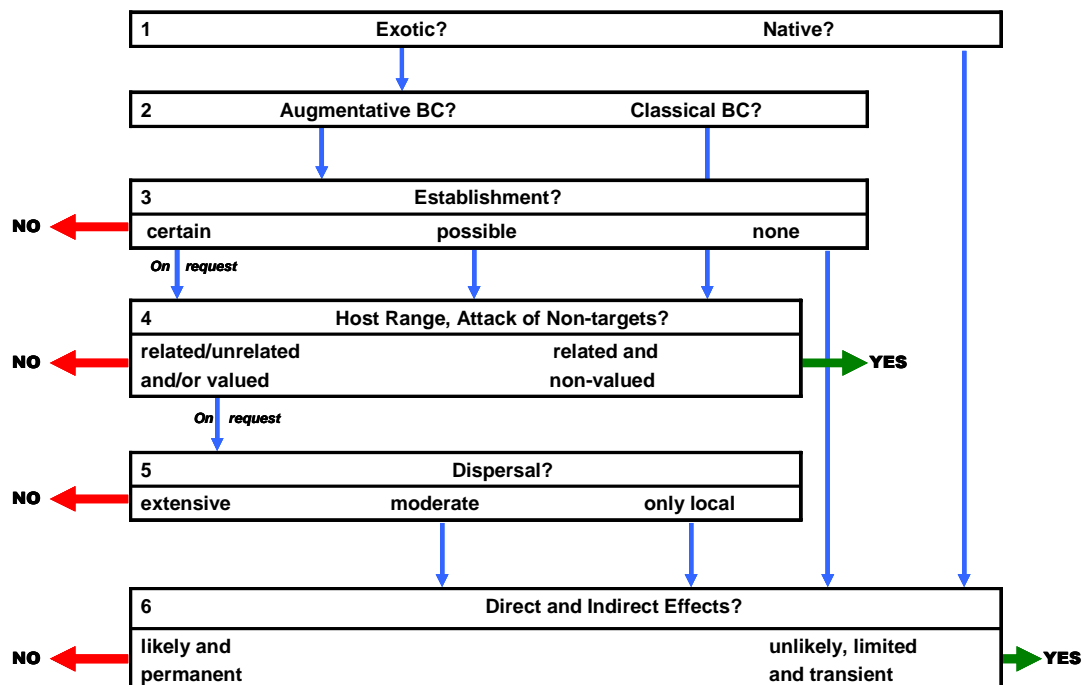 1 Exotic? Native?
2 Augmentative BC? Classical BC?
3 Establishment?
NO
certain possible none
On request
4 Host Range, Attack of Non-targets?
NO
related/unrelated related and
YES
and/or valued non-valued
On request
5 Dispersal?
NO
extensive moderate only local
6 Direct and Indirect Effects?
likely and unlikely, limited
NO
YES
permanent and transient